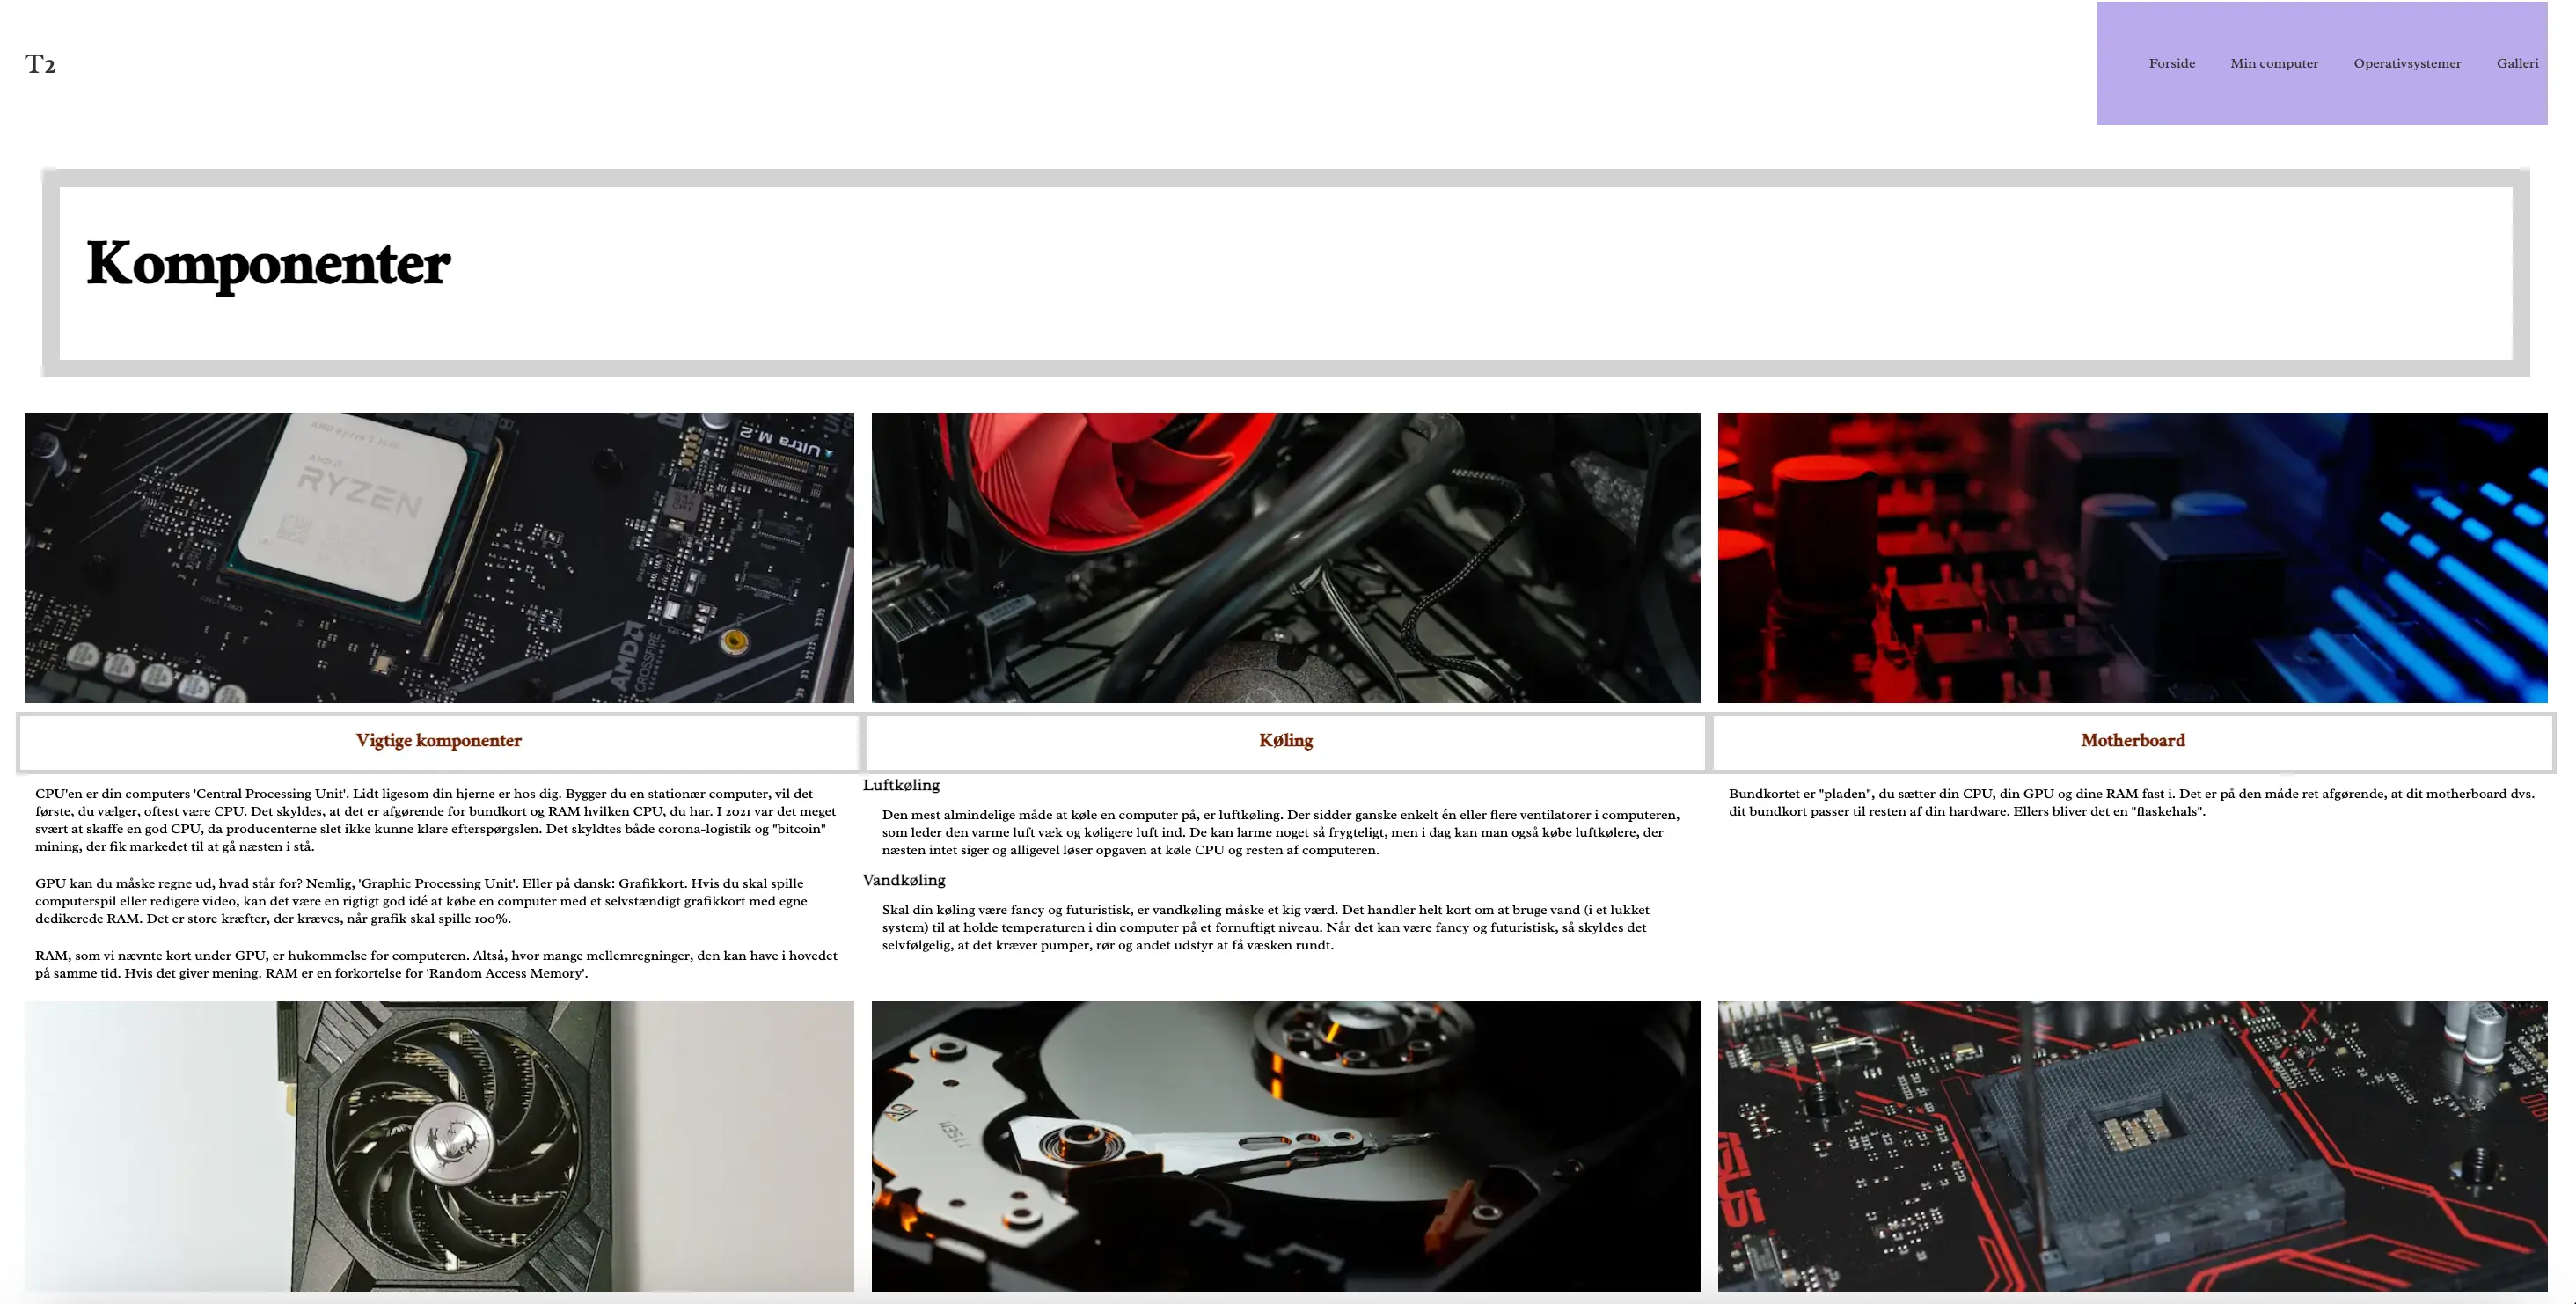 T2
Forside Min computer Operativsystemer Galleri
Komponenter
AMD
RYZEN
Ultra M.2
AMD
CROSSFIRE
Vigtige komponenter
CPU'en er din computers 'Central Processing Unit'. Lidt ligesom din hjerne er hos dig. Bygger du en stationær computer, vil det
første, du vælger, oftest være CPU. Det skyldes, at det er afgørende for bundkort og RAM hvilken CPU, du har. I 2021 var det meget
svært at skaffe en god CPU, da producenterne slet ikke kunne klare efterspørgslen. Det skyldtes både corona-logistik og "bitcoin"
mining, der fik markedet til at gå næsten i stå.
GPU kan du måske regne ud, hvad står for? Nemlig, 'Graphic Processing Unit'. Eller på dansk: Grafikkort. Hvis du skal spille
computerspil eller redigere video, kan det være en rigtigt god idé at købe en computer med et selvstændigt grafikkort med egne
dedikerede RAM. Det er store kræfter, der kræves, når grafik skal spille 100%.
RAM, som vi nævnte kort under GPU, er hukommelse for computeren. Altså, hvor mange mellemregninger, den kan have i hovedet
på samme tid. Hvis det giver mening. RAM er en forkortelse for 'Random Access Memory'.
Køling
Luftkøling
Den mest almindelige måde at køle en computer på, er luftkøling. Der sidder ganske enkelt én eller flere ventilatorer i computeren,
som leder den varme luft væk og køligere luft ind. De kan larme noget så frygteligt, men i dag kan man også købe luftkølere, der
næsten intet siger og alligevel løser opgaven at køle CPU og resten af computeren.
Vandkøling
Skal din køling være fancy og futuristisk, er vandkøling måske et kig værd. Det handler helt kort om at bruge vand (i et lukket
system) til at holde temperaturen i din computer på et fornuftigt niveau. Når det kan være fancy og futuristisk, så skyldes det
selvfølgelig, at det kræver pumper, rør og andet udstyr at få væsken rundt.
Motherboard
Bundkortet er "pladen", du sætter din CPU, din GPU og dine RAM fast i. Det er på den måde ret afgørende, at dit motherboard dvs.
dit bundkort passer til resten af din hardware. Ellers bliver det en "flaskehals".